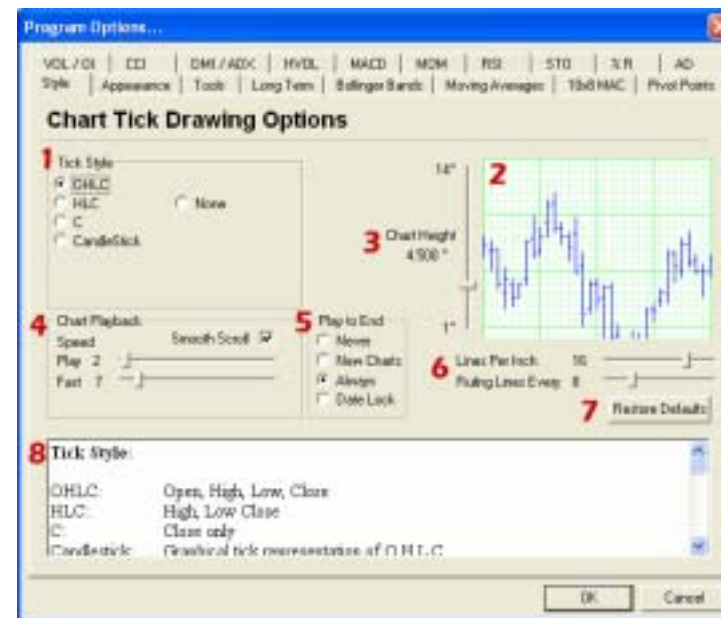 Program Options...
VOL / OI | CCI | DMI / ADX | HVOL | MACD | MOM | RSI | STO | % R | AD
Style | Appearance | Tools | Long Term | Bollinger Bands | Moving Averages | 10x8 MAC | Pivot Points
Chart Tick Drawing Options
1 Tick Style
OHLC
HLC
None
C
CandleStick
14"
2
3 Chart Height
4.900 "
1"
4 Chart Playback
Speed
Smooth Scroll
Play 2
Fast 7
5 Play to End
Never
New Charts
Always
Date Lock
6 Lines Per Inch 16
Ruling Lines Every 8
7 Restore Defaults
8 Tick Style:
OHLC: Open, High, Low, Close
HLC: High, Low Close
C: Close only
Candlestick: Graphical tick representation of O H L C
OK Cancel